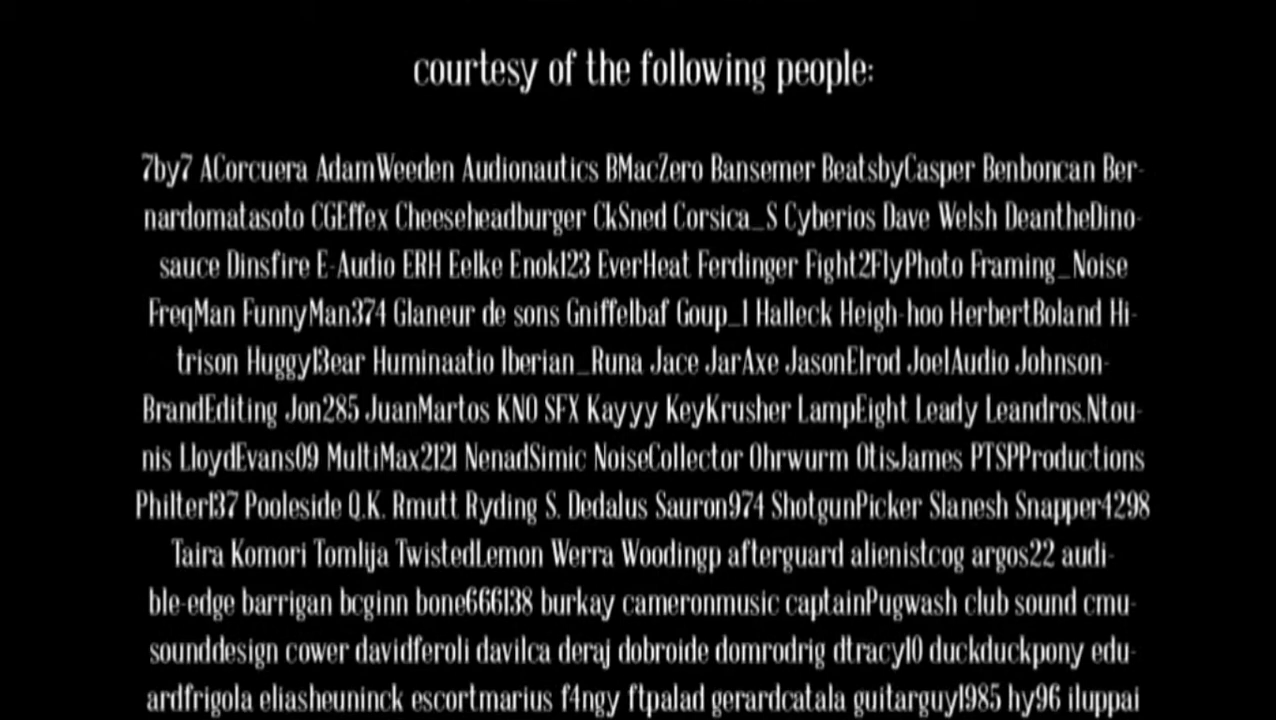 courtesy of the following people:
7by7 ACorcuera AdamWeeden Audionautics BMacZero Bansemer BeatsbyCasper Benboncan Ber-
nardomatasoto CGEffex Cheeseheadburger CkSned Corsica_S Cyberios Dave Welsh DeantheDino-
sauce Dinsfire E-Audio ERH Eelke Enok123 EverHeat Ferdinger Fight2FlyPhoto Framing_Noise
FreqMan FunnyMan374 Glaneur de sons Gniffelbaf Goup_1 Halleck Heigh-hoo HerbertBoland Hi-
trison Huggy13ear Huminaatio Iberian_Runa Jace JarAxe JasonElrod JoelAudio Johnson-
BrandEditing Jon285 JuanMartos KNO SFX Kayyy KeyKrusher LampEight Leady Leandros.Ntou-
nis LloydEvans09 MultiMax2121 NenadSimic NoiseCollector Ohrwurm OtisJames PTSPProductions
Philter137 Pooleside Q.K. Rmutt Ryding S. Dedalus Sauron974 ShotgunPicker Slanesh Snapper4298
Taira Komori Tomlija TwistedLemon Werra Woodingp afterguard alienistcog argos22 audi-
ble-edge barrigan bcginn bone666138 burkay cameronmusic captainPugwash club sound cmu-
sounddesign cower davidferoli davilca deraj dobroide domrodrig dtracy10 duckduckpony edu-
ardfrigola eliasheuninck escortmarius f4ngy ftpalad gerardcatala guitarguy1985 hy96 iluppai